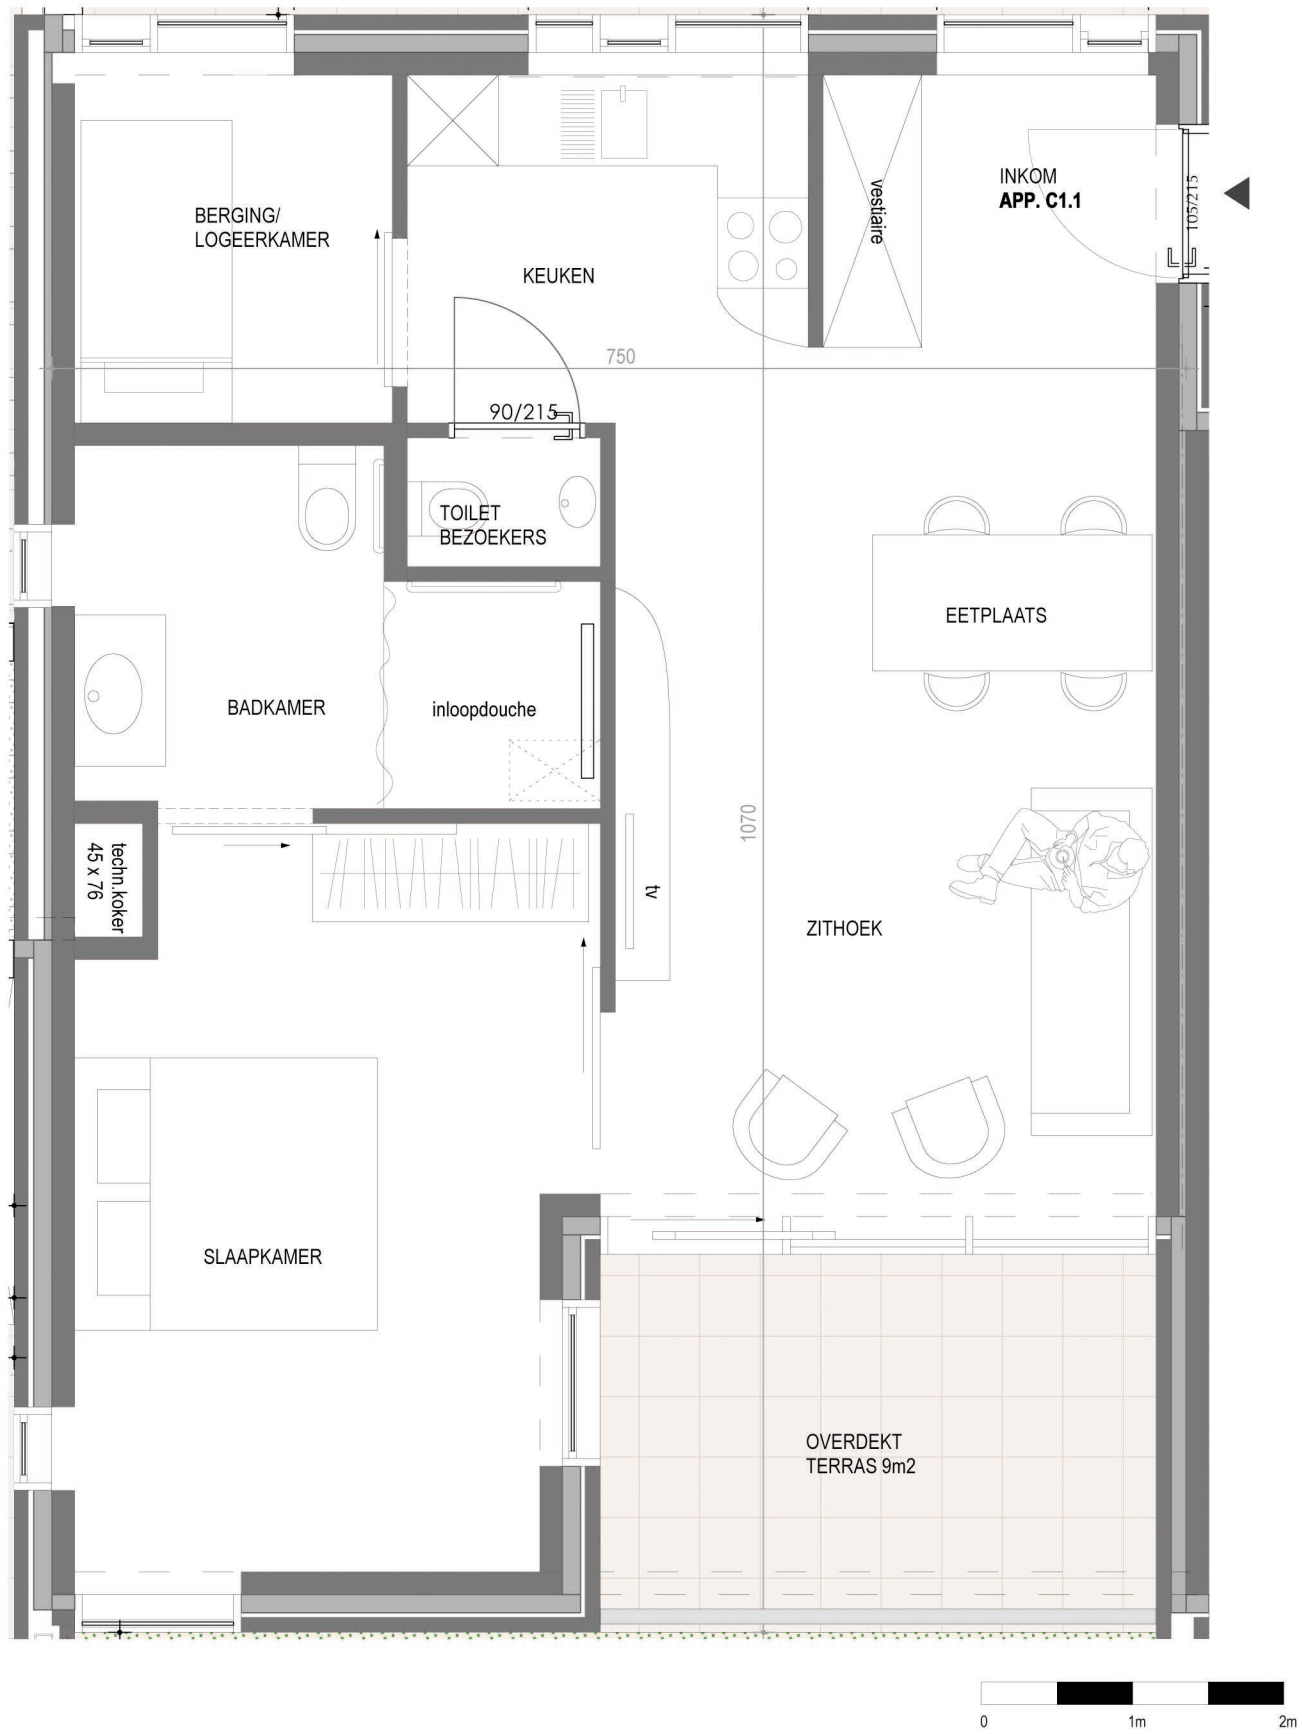 BERGING/
LOGEERKAMER
KEUKEN
vestiaire
INKOM
APP. C1.1
105/215
750
90/215
TOILET
BEZOEKERS
EETPLAATS
BADKAMER
inloopdouche
1070
techn.koker
45 x 76
tv
ZITHOEK
SLAAPKAMER
OVERDEKT
TERRAS 9m2
0 1m 2m